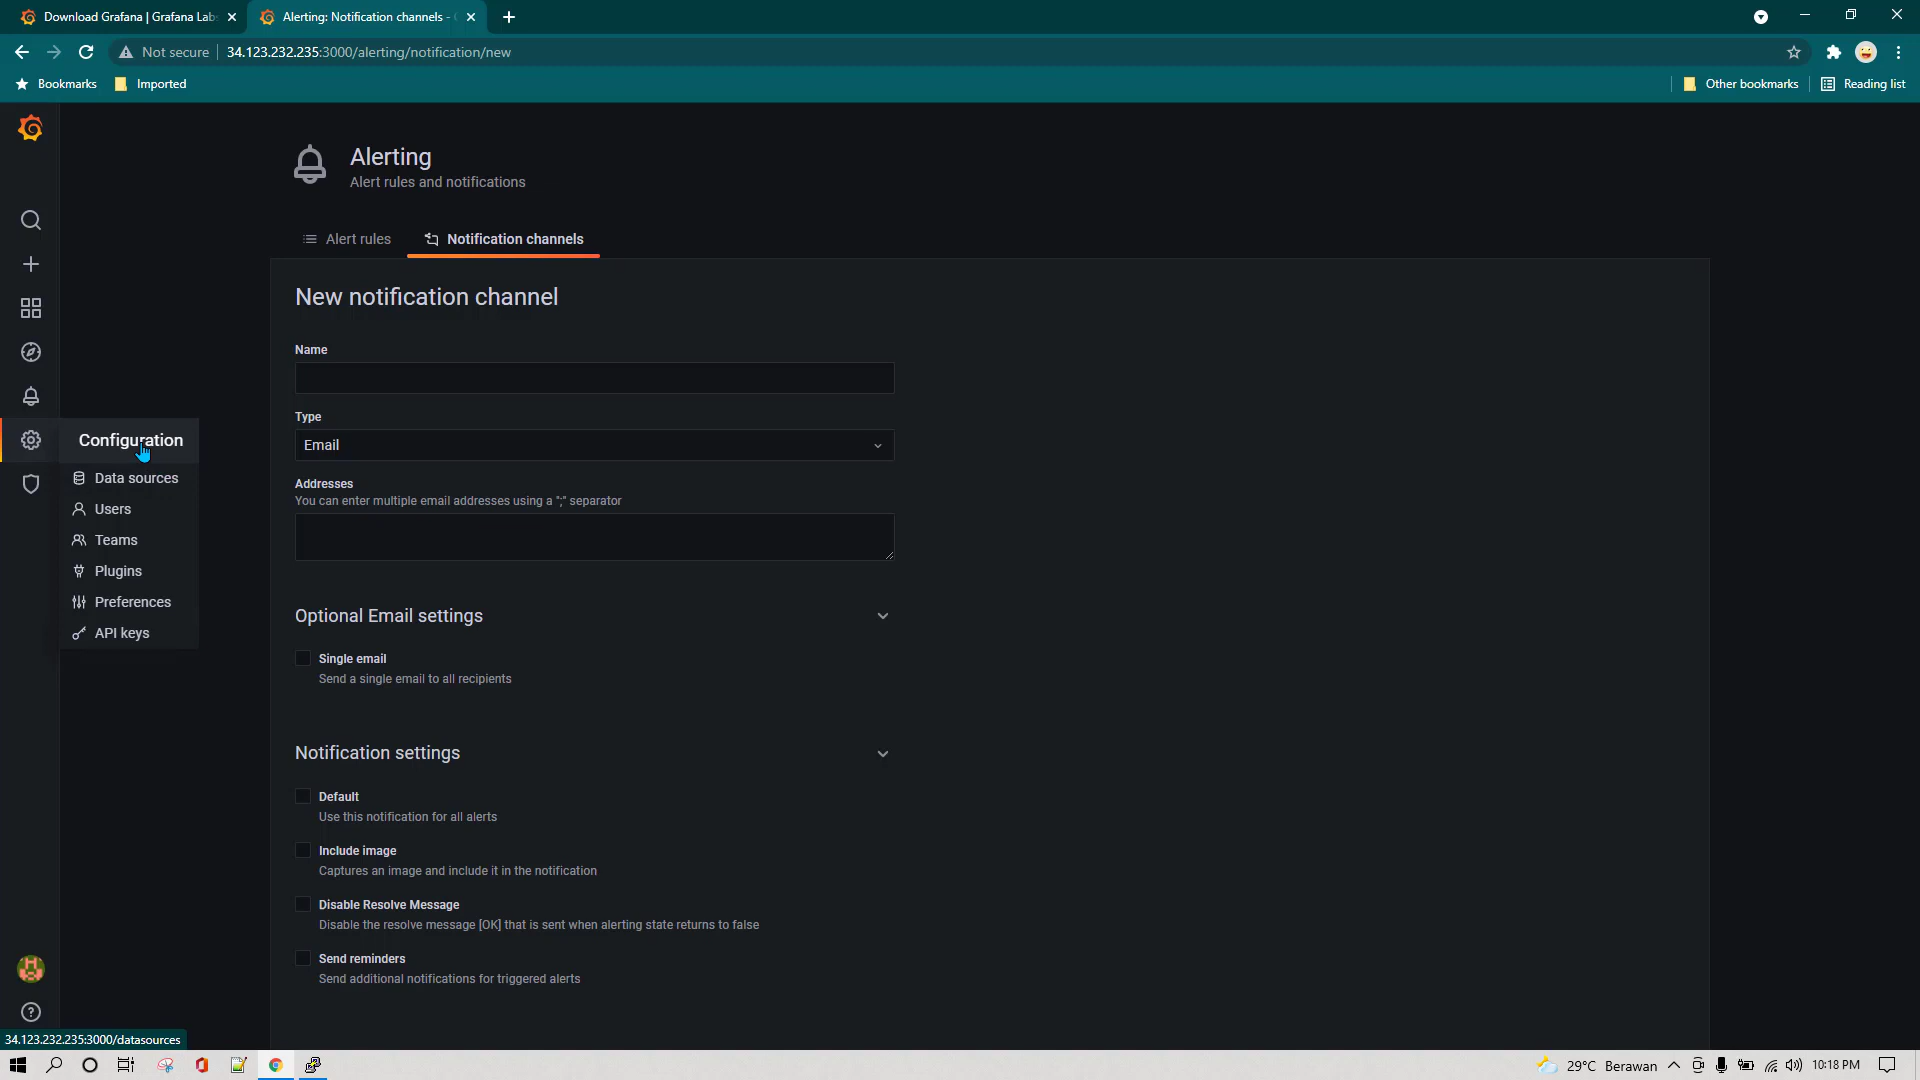 Download Grafana | Grafana Labs
Alerting: Notification channels -
Not secure
34.123.232.235:3000/alerting/notification/new
Bookmarks
Imported
Other bookmarks
Reading list
Alerting
Alert rules and notifications
Alert rules
Notification channels
New notification channel
Name
Type
Email
Addresses
You can enter multiple email addresses using a ";" separator
Configuration
Data sources
Users
Teams
Plugins
Preferences
API keys
Optional Email settings
Single email
Send a single email to all recipients
Notification settings
Default
Use this notification for all alerts
Include image
Captures an image and include it in the notification
Disable Resolve Message
Disable the resolve message [OK] that is sent when alerting state returns to false
Send reminders
Send additional notifications for triggered alerts
34.123.232.235:3000/datasources
29°C Berawan
10:18 PM